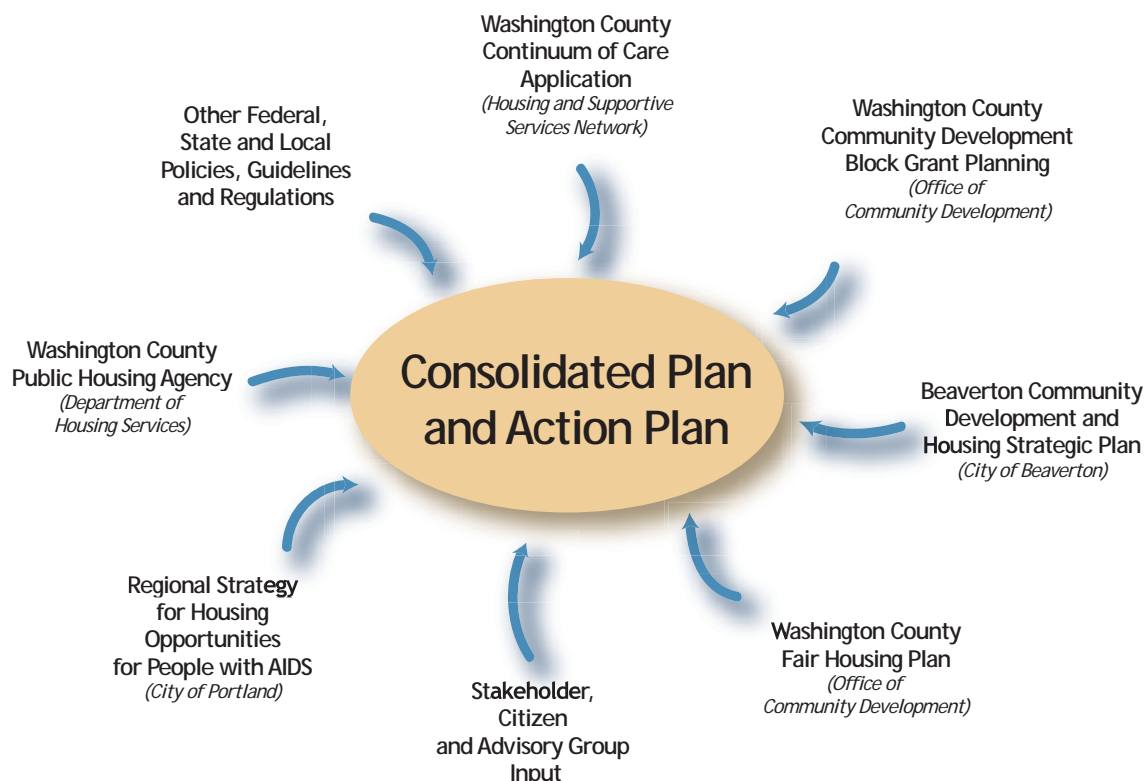 Washington County
Continuum of Care
Application
(Housing and Supportive
Services Network)
Other Federal,
State and Local
Policies, Guidelines
and Regulations
Washington County
Community Development
Block Grant Planning
(Office of
Community Development)
Washington County
Public Housing Agency
(Department of
Housing Services)
Consolidated Plan
and Action Plan
Beaverton Community
Development and
Housing Strategic Plan
(City of Beaverton)
Regional Strategy
for Housing
Opportunities
for People with AIDS
(City of Portland)
Stakeholder,
Citizen
and Advisory Group
Input
Washington County
Fair Housing Plan
(Office of
Community Development)